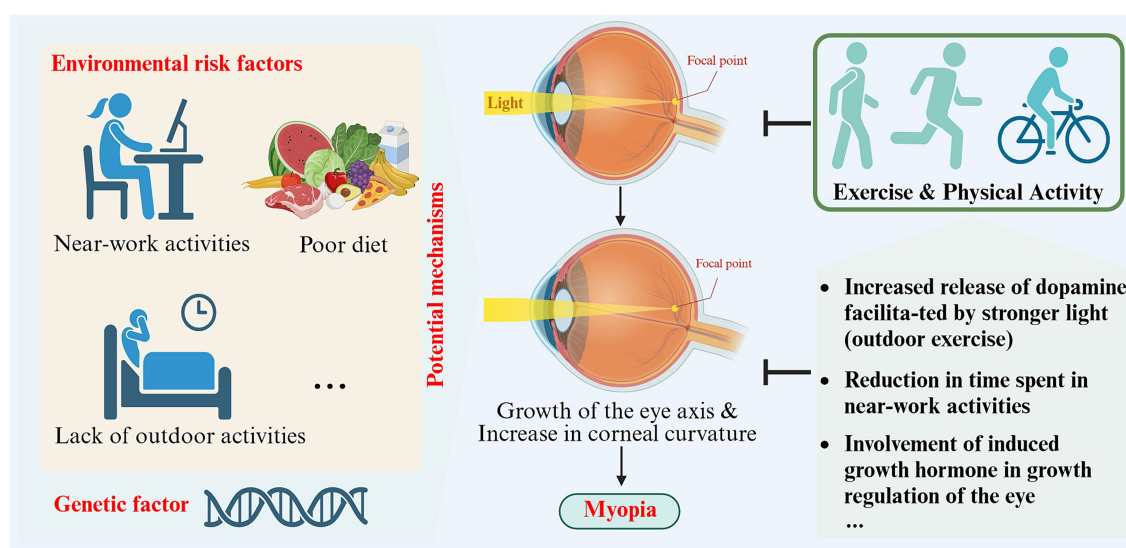 Environmental risk factors
Near-work activities
Poor diet
Lack of outdoor activities
...
Genetic factor
Potential mechanisms
Light
Focal point
Focal point
Growth of the eye axis &
Increase in corneal curvature
Myopia
Exercise & Physical Activity
• Increased release of dopamine
facilita-ted by stronger light
(outdoor exercise)
• Reduction in time spent in
near-work activities
• Involvement of induced
growth hormone in growth
regulation of the eye
...